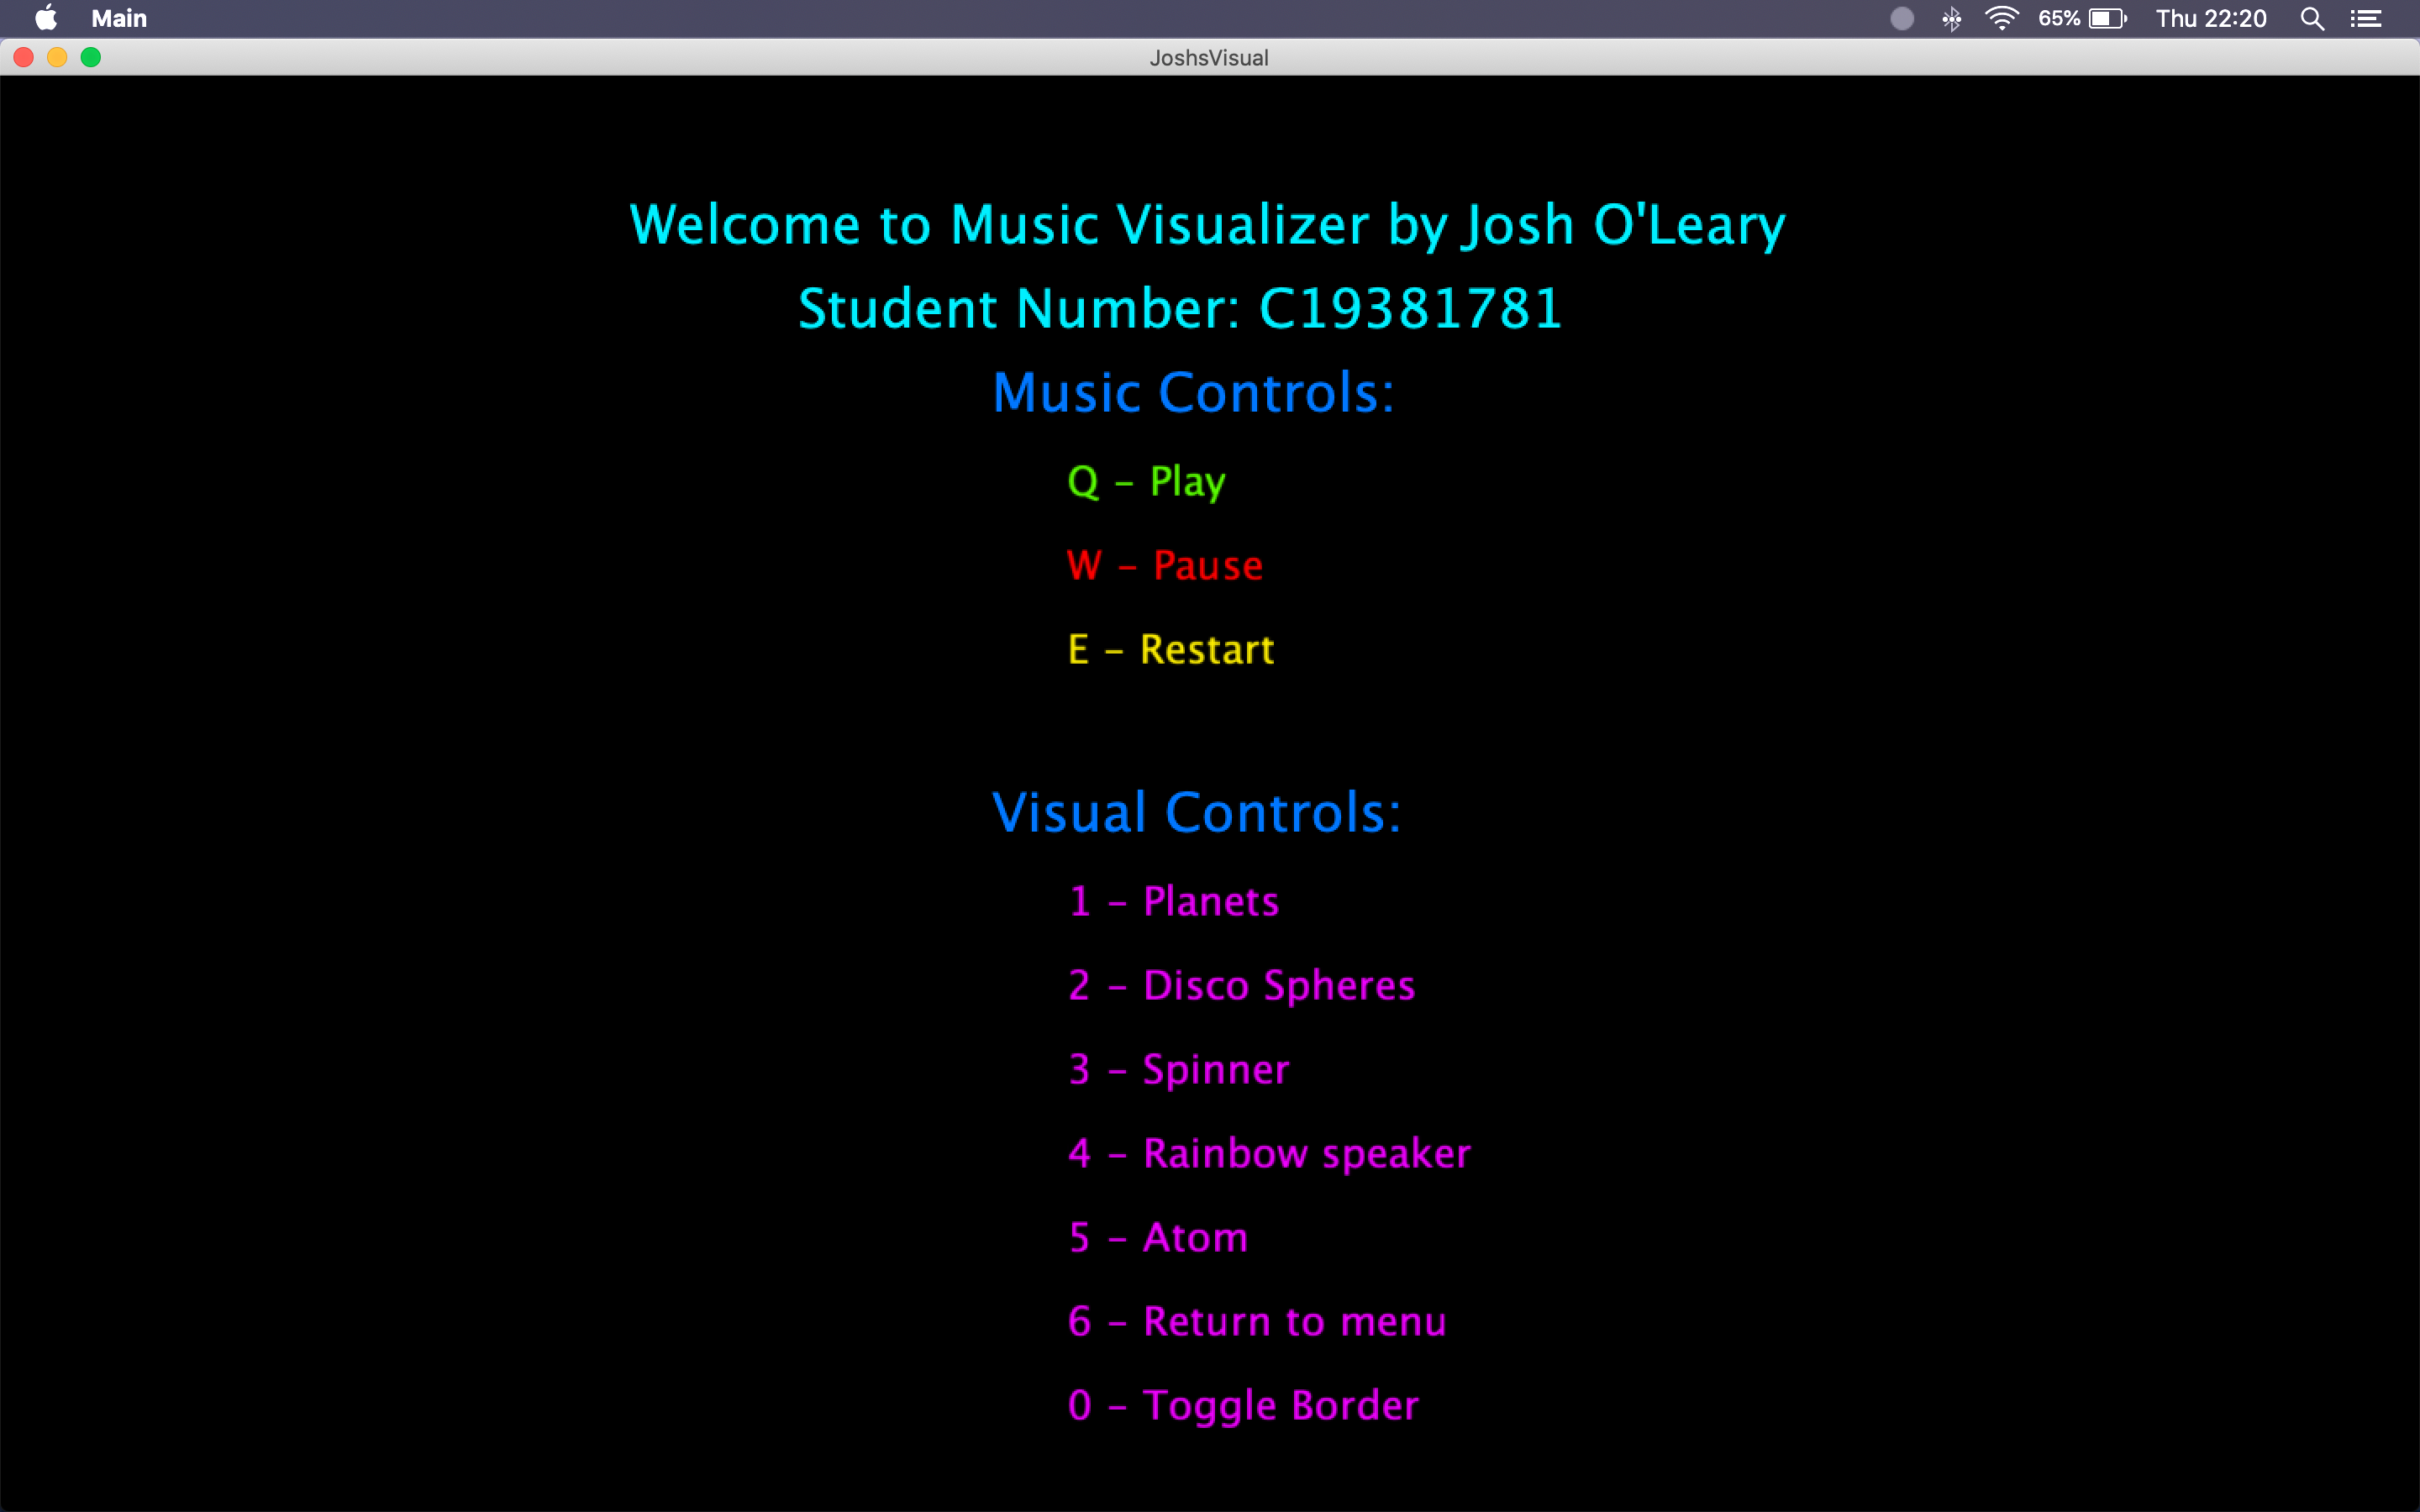 Main 65% Thu 22:20
JoshsVisual
Welcome to Music Visualizer by Josh O'Leary
Student Number: C19381781
Music Controls:
Q – Play
W – Pause
E – Restart
Visual Controls:
1 – Planets
2 – Disco Spheres
3 – Spinner
4 – Rainbow speaker
5 – Atom
6 – Return to menu
0 – Toggle Border